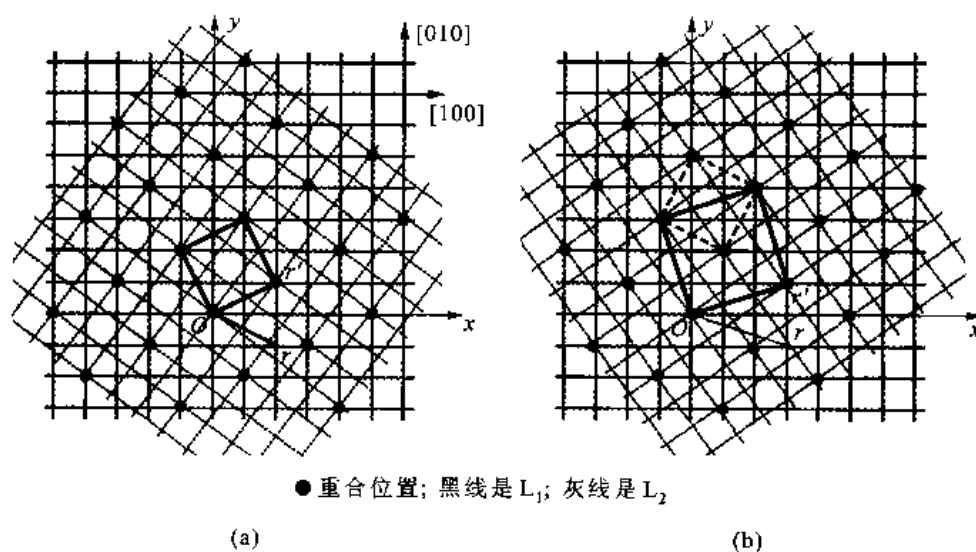 y
[010]
[100]
r'
O
x
r
y
r'
O
x
r
●重合位置; 黑线是 L₁; 灰线是 L₂
(a)
(b)